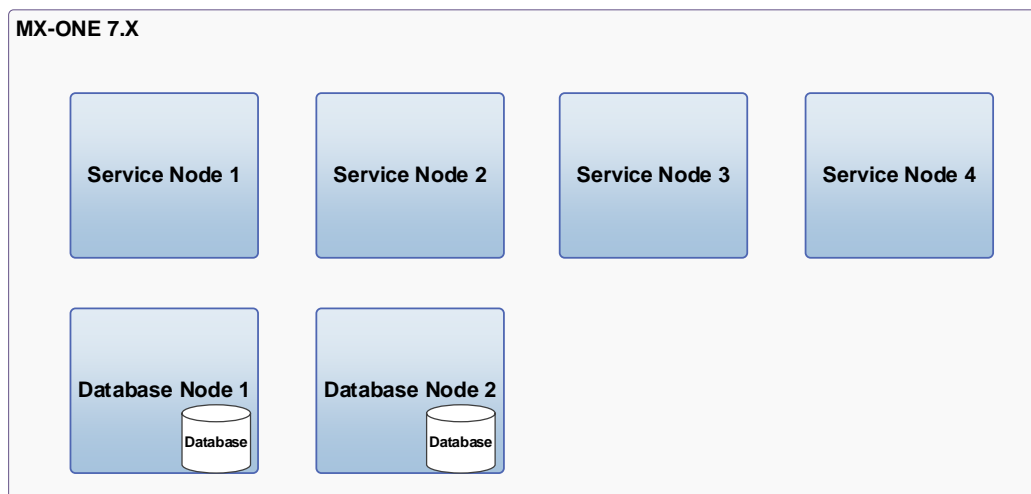 MX-ONE 7.X
Service Node 1
Service Node 2
Service Node 3
Service Node 4
Database Node 1
Database
Database Node 2
Database